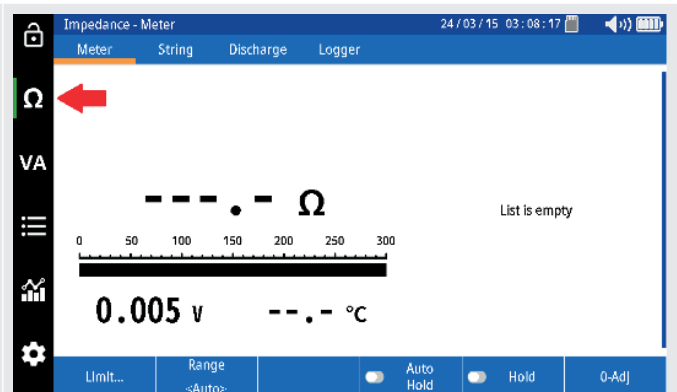 Impedance - Meter 24/03/15 03:08:17
Meter String Discharge Logger
Ω
VA
---.- Ω
List is empty
0 50 100 150 200 250 300
0.005 V --.- °C
Limit...
Range
<Auto>
Auto
Hold
Hold
0-Adj